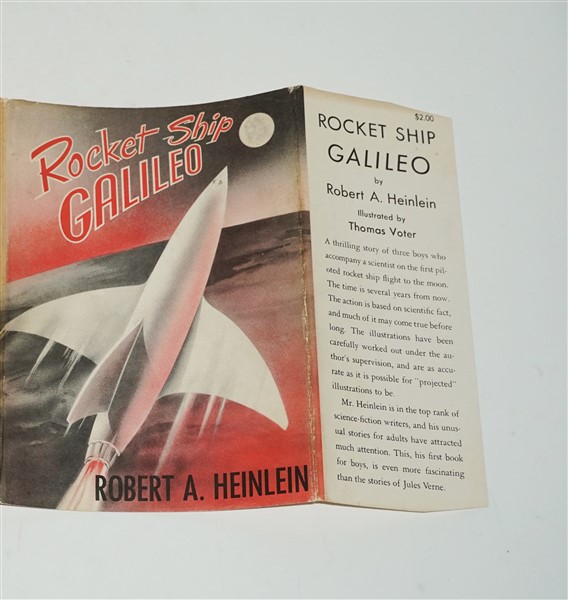 Rocket Ship
GALILEO
ROBERT A. HEINLEIN
$2.00
ROCKET SHIP
GALILEO
by
Robert A. Heinlein
Illustrated by
Thomas Voter
A thrilling story of three boys who
accompany a scientist on the first pil-
oted rocket ship flight to the moon.
The time is several years from now.
The action is based on scientific fact,
and much of it may come true before
long. The illustrations have been
carefully worked out under the au-
thor's supervision, and are as accu-
rate as it is possible for "projected"
illustrations to be.
Mr. Heinlein is in the top rank of
science-fiction writers, and his unus-
ual stories for adults have attracted
much attention. This, his first book
for boys, is even more fascinating
than the stories of Jules Verne.